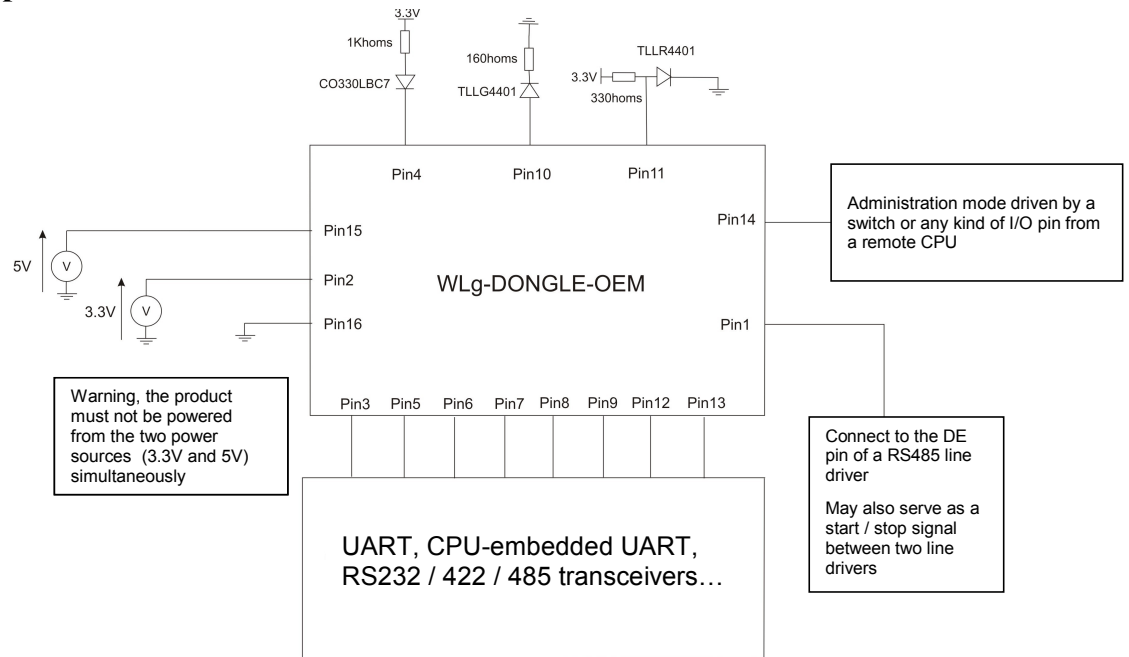 3.3V
1Khoms
CO330LBC7
160homs
TLLG4401
TLLR4401
3.3V
330homs
Pin4
Pin10
Pin11
Pin15
Pin14
Administration mode driven by a
switch or any kind of I/O pin from
a remote CPU
5V
V
Pin2
WLg-DONGLE-OEM
3.3V
V
Pin16
Pin1
Warning, the product
must not be powered
from the two power
sources (3.3V and 5V)
simultaneously
Pin3 Pin5 Pin6 Pin7 Pin8 Pin9 Pin12 Pin13
Connect to the DE
pin of a RS485 line
driver
May also serve as a
start / stop signal
between two line
drivers
UART, CPU-embedded UART,
RS232 / 422 / 485 transceivers…